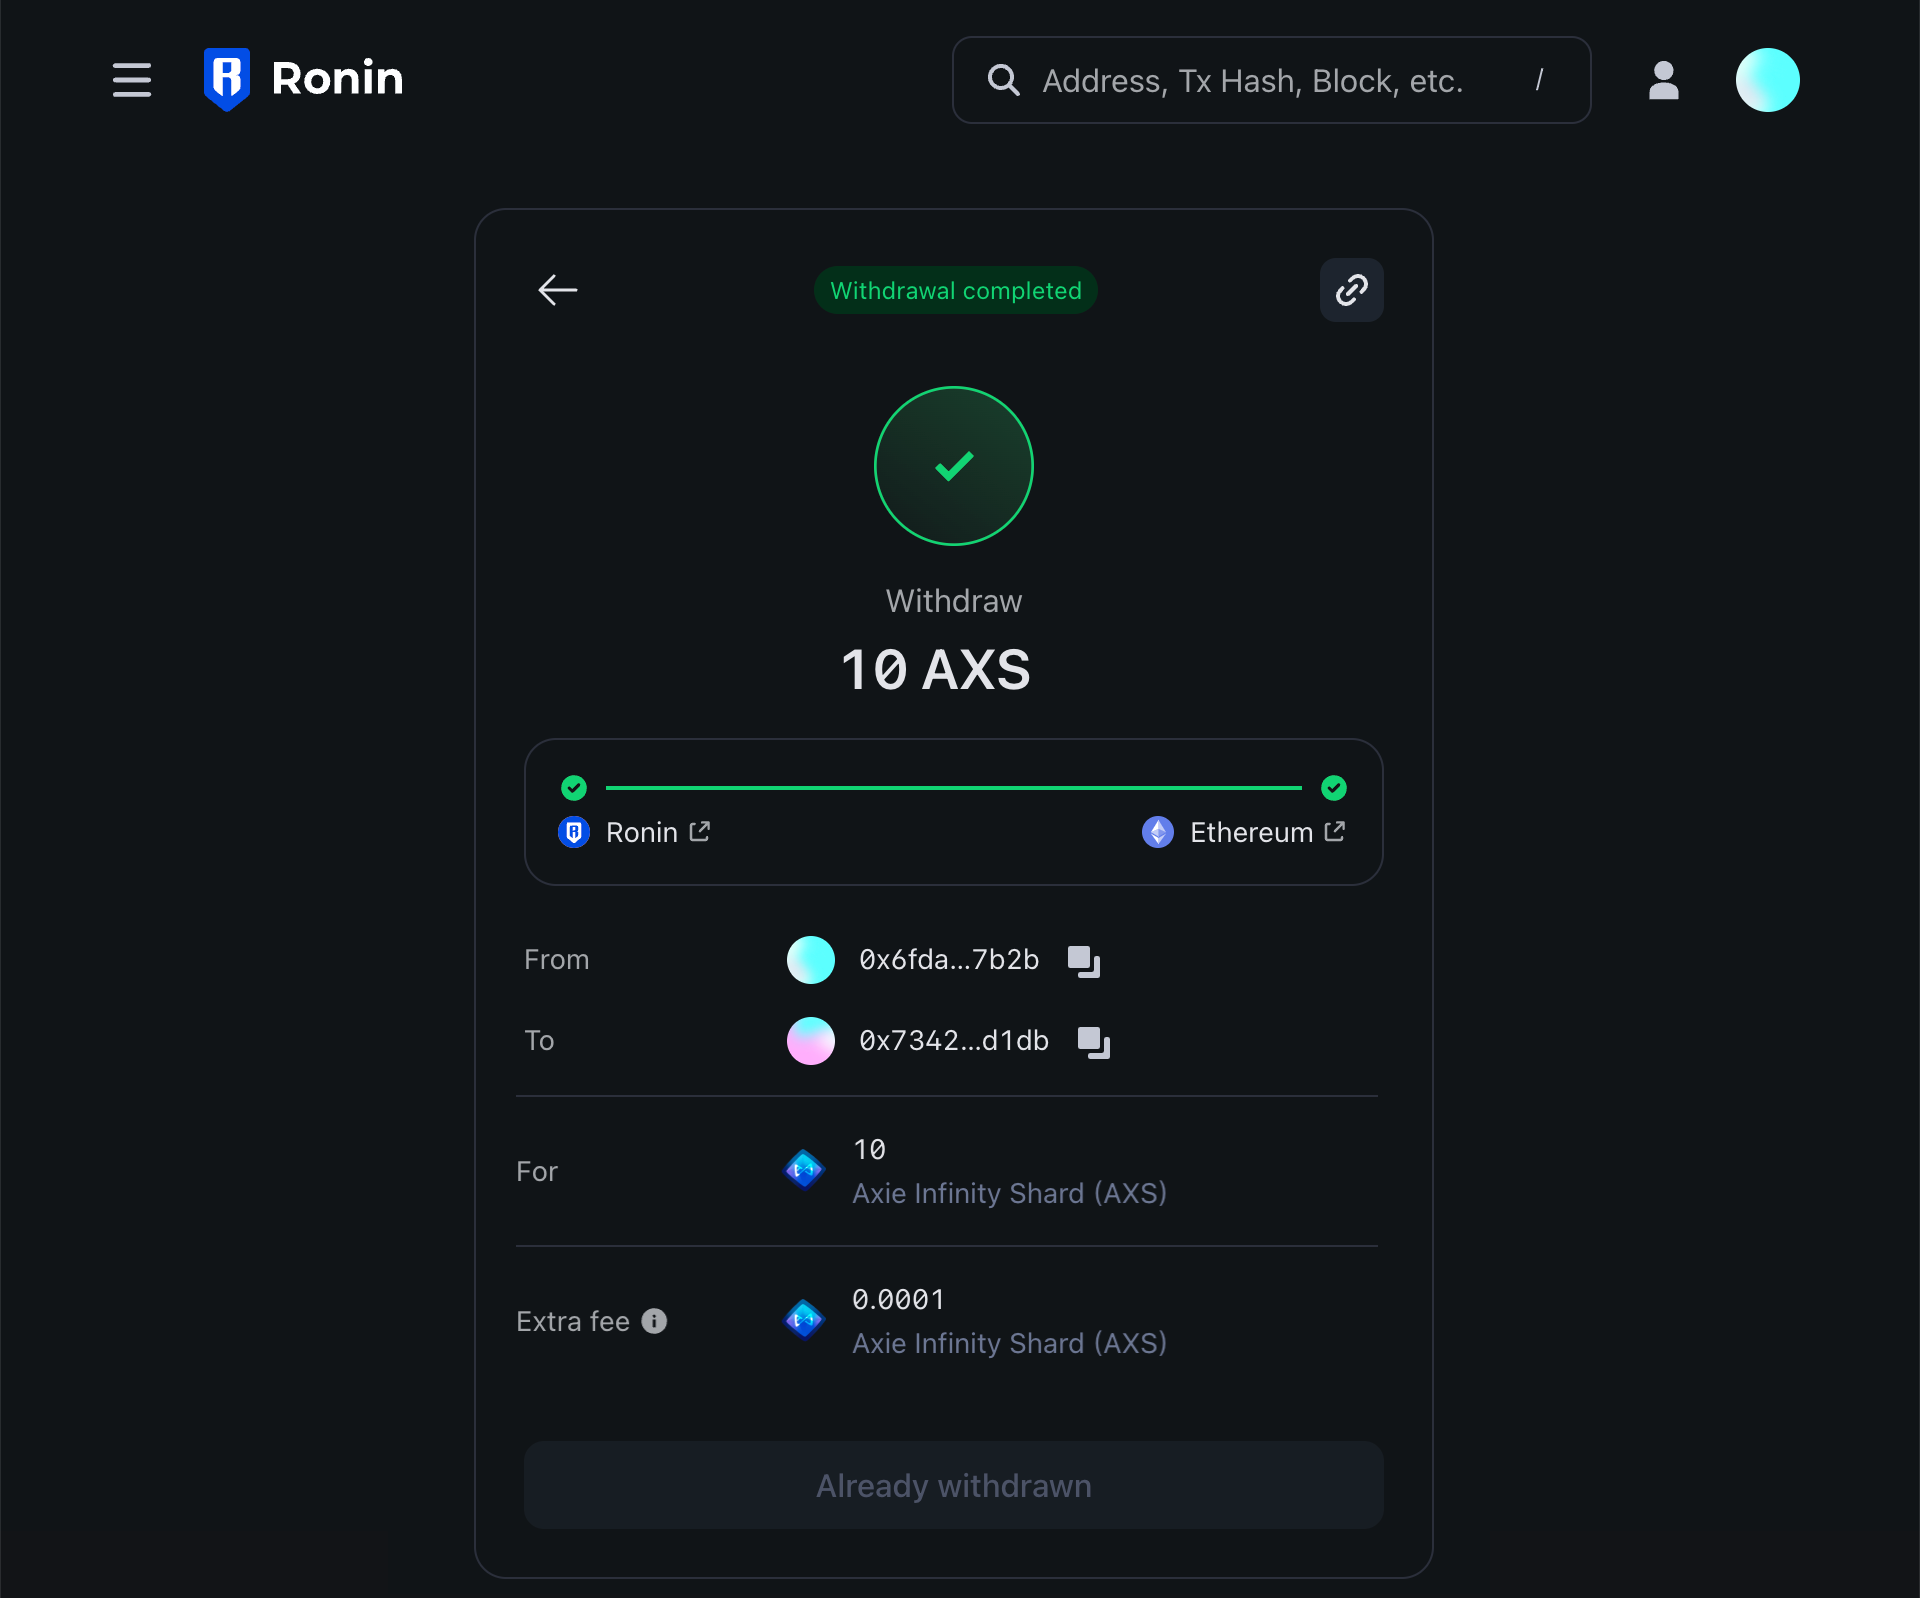 Ronin
Address, Tx Hash, Block, etc. /
Withdrawal completed
Withdraw
10 AXS
Ronin
Ethereum
From 0x6fda...7b2b
To 0x7342...d1db
For
10
Axie Infinity Shard (AXS)
Extra fee
0.0001
Axie Infinity Shard (AXS)
Already withdrawn